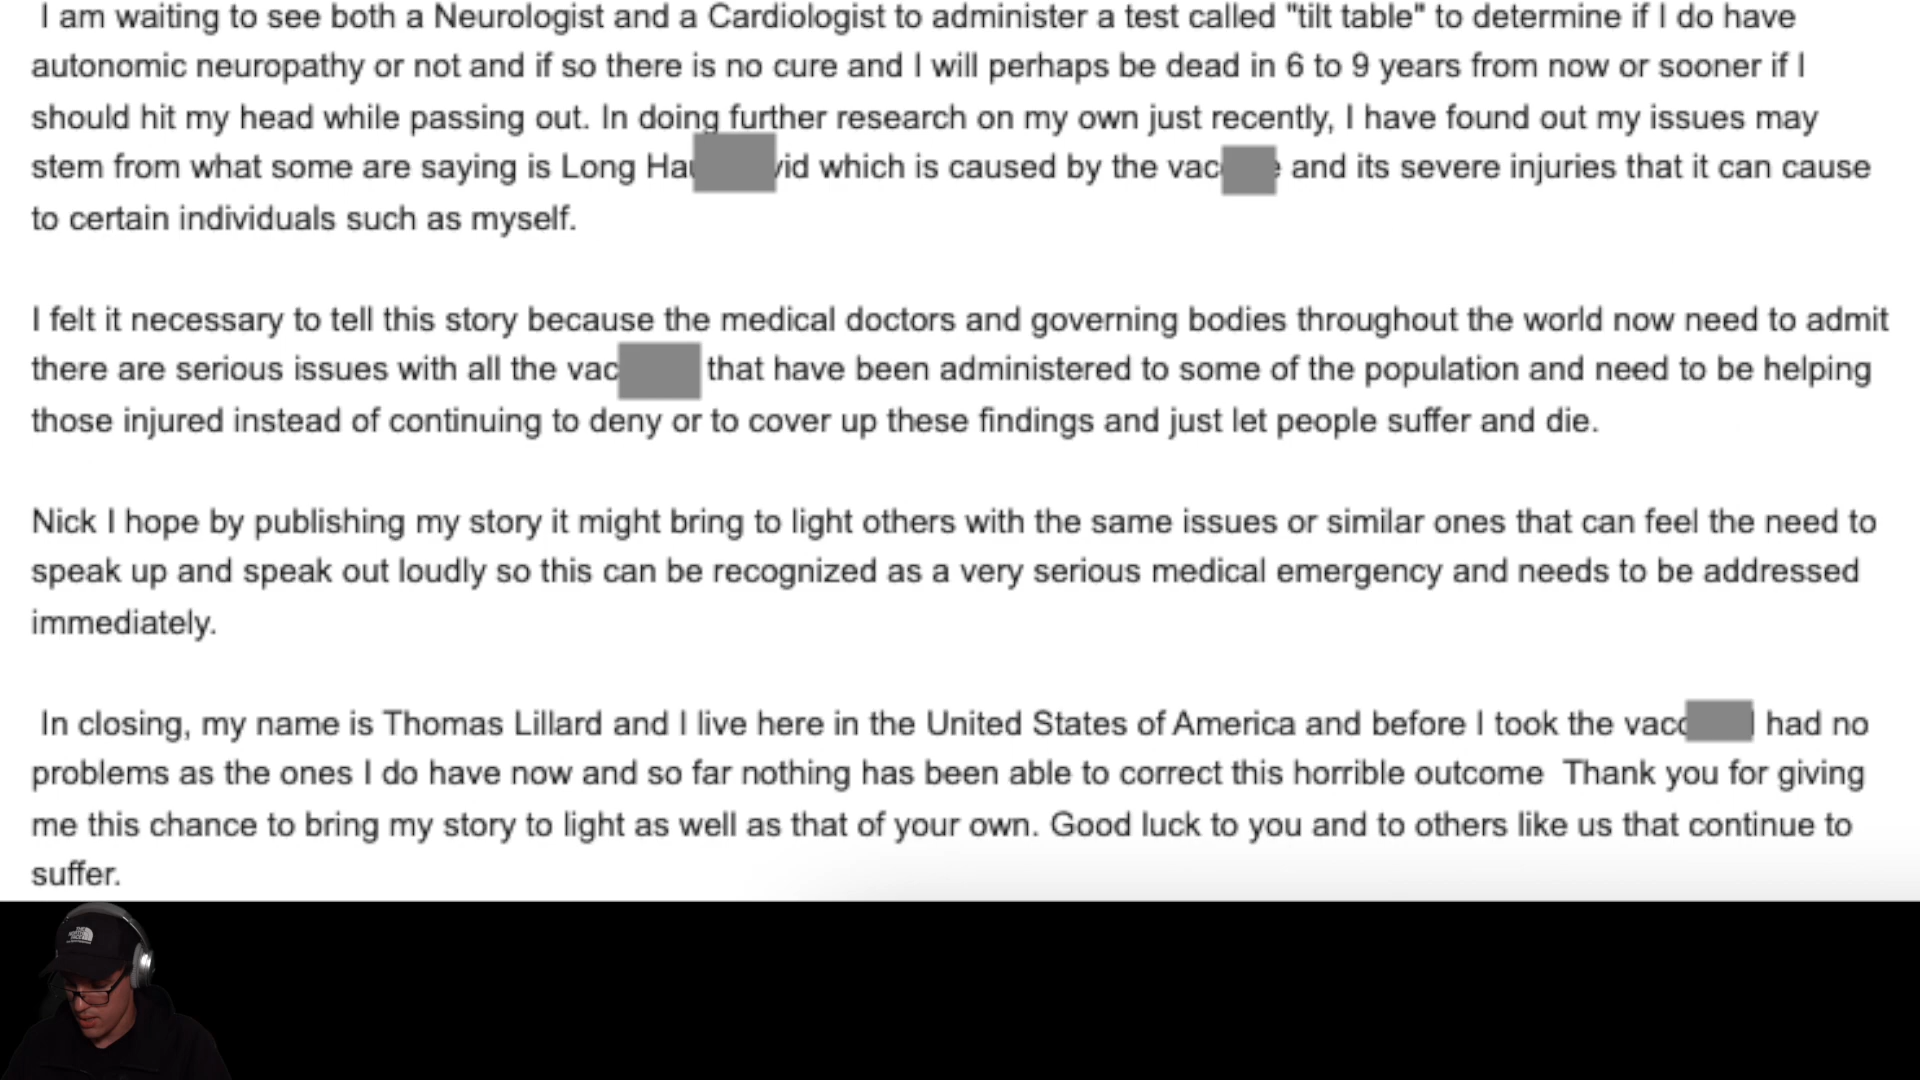 I am waiting to see both a Neurologist and a Cardiologist to administer a test called "tilt table" to determine if I do have
autonomic neuropathy or not and if so there is no cure and I will perhaps be dead in 6 to 9 years from now or sooner if I
should hit my head while passing out. In doing further research on my own just recently, I have found out my issues may
stem from what some are saying is Long Hau vid which is caused by the vac e and its severe injuries that it can cause
to certain individuals such as myself.
I felt it necessary to tell this story because the medical doctors and governing bodies throughout the world now need to admit
there are serious issues with all the vac that have been administered to some of the population and need to be helping
those injured instead of continuing to deny or to cover up these findings and just let people suffer and die.
Nick I hope by publishing my story it might bring to light others with the same issues or similar ones that can feel the need to
speak up and speak out loudly so this can be recognized as a very serious medical emergency and needs to be addressed
immediately.
In closing, my name is Thomas Lillard and I live here in the United States of America and before I took the vacc I had no
problems as the ones I do have now and so far nothing has been able to correct this horrible outcome  Thank you for giving
me this chance to bring my story to light as well as that of your own. Good luck to you and to others like us that continue to
suffer.
THE
NORTH
FACE